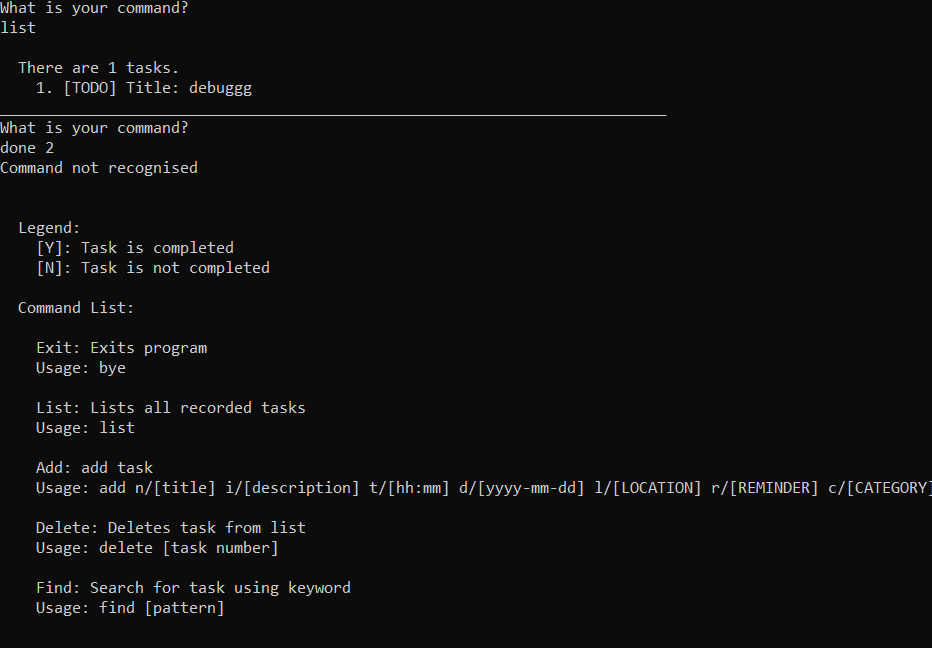 What is your command?
list
There are 1 tasks.
1. [TODO] Title: debuggg
What is your command?
done 2
Command not recognised
Legend:
[Y]: Task is completed
[N]: Task is not completed
Command List:
Exit: Exits program
Usage: bye
List: Lists all recorded tasks
Usage: list
Add: add task
Usage: add n/[title] i/[description] t/[hh:mm] d/[yyyy-mm-dd] l/[LOCATION] r/[REMINDER] c/[CATEGORY]
Delete: Deletes task from list
Usage: delete [task number]
Find: Search for task using keyword
Usage: find [pattern]